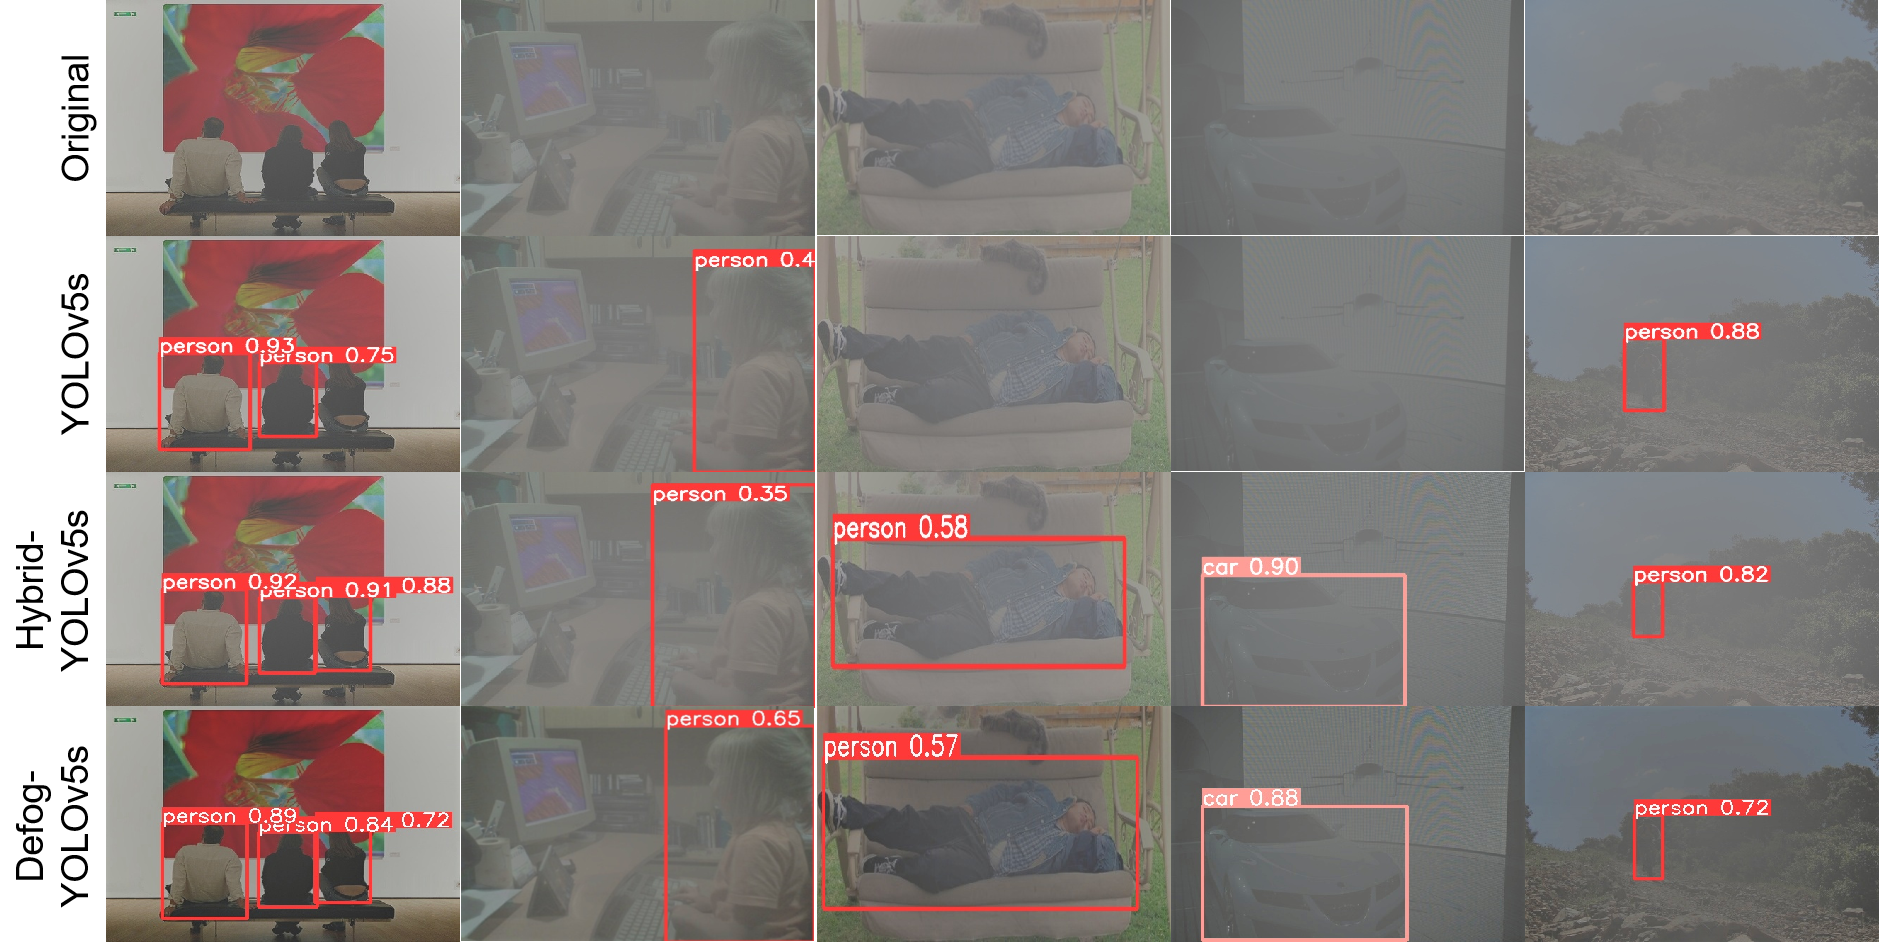 Original
YOLOv5s
person 0.93
person 0.75
person 0.4
person 0.88
Hybrid-
YOLOv5s
person 0.92
person 0.91
0.88
person 0.35
person 0.58
car 0.90
person 0.82
Defog-
YOLOv5s
person 0.89
person 0.84
0.72
person 0.65
person 0.57
car 0.88
person 0.72